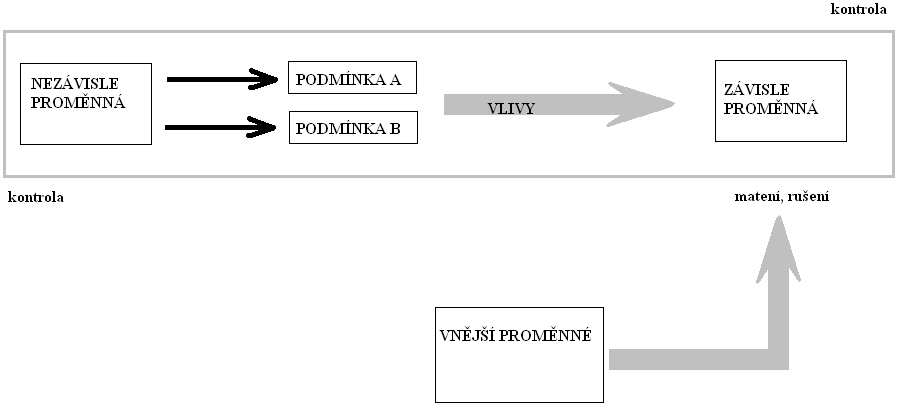 kontrola
NEZÁVISLE
PROMĚNNÁ
PODMÍNKA A
PODMÍNKA B
VLIVY
ZÁVISLE
PROMĚNNÁ
kontrola
matení, rušení
VNĚJŠÍ PROMĚNNÉ